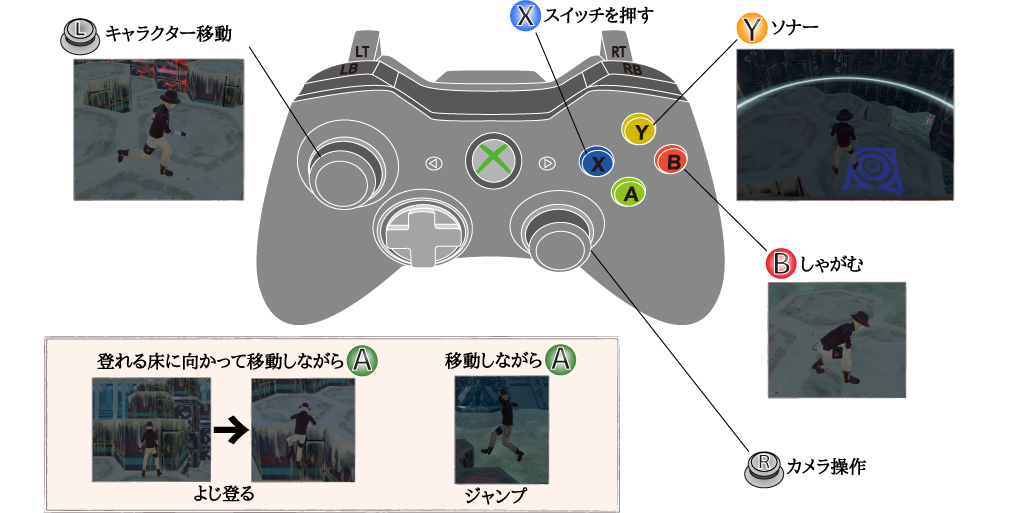 L キャラクター移動
X スイッチを押す
Y ソナー
LT
RT
LB
RB
Y
X
B
A
B しゃがむ
登れる床に向かって移動しながら A
移動しながら A
よじ登る
ジャンプ
R カメラ操作